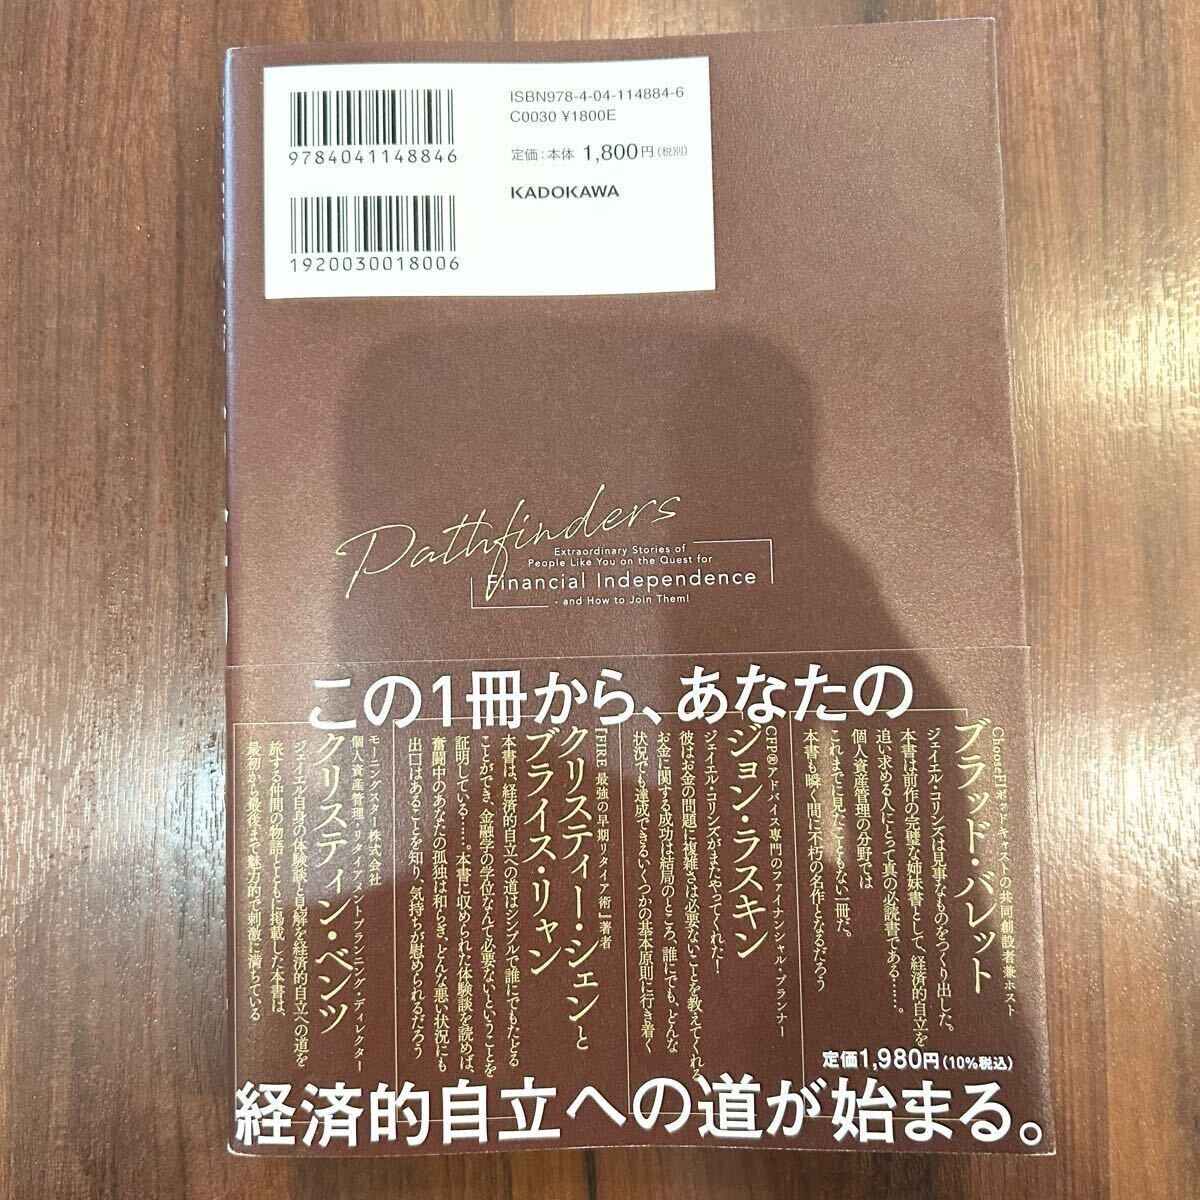 ISBN978-4-04-114884-6
C0030 ¥1800E
定価:本体 1,800円(税別)
KADOKAWA
9784041148846
1920030018006
Pathfinders
Extraordinary Stories of
People Like You on the Quest for
Financial Independence
- and How to Join Them!
この1冊から、あなたの
ChooseFIポッドキャストの共同創設者兼ホスト
ブラッド・バレット
ジェイエル・コリンズは見事なものをつくり出した。
本書は前作の完璧な姉妹書として、経済的自立を
追い求める人にとって真の必読書である……。
個人資産管理の分野では
これまでに見たこともない一冊だ。
本書も瞬く間に不朽の名作となるだろう
CFP®アドバイス専門のファイナンシャル・プランナー
ジョン・ラスキン
ジェイエル・コリンズがまたやってくれた!
彼はお金の問題に複雑さは必要ないことを教えてくれる。
お金に関する成功は結局のところ、誰にでも、どんな
状況でも達成できるいくつかの基本原則に行き着く
『FIRE 最強の早期リタイア術』著者
クリスティー・シェンと
ブライス・リャン
本書は、経済的自立への道はシンプルで誰にでもたどる
ことができ、金融学の学位なんて必要ないということを
証明している……。本書に収められた体験談を読めば、
奮闘中のあなたの孤独は和らぎ、どんな悪い状況にも
出口はあることを知り、気持ちが慰められるだろう
モーニングスター株式会社
個人資産管理・リタイアメントプランニング・ディレクター
クリスティン・ベンツ
ジェイエル自身の体験談と見解を経済的自立への道を
旅する仲間の物語とともに掲載した本書は、
最初から最後まで魅力的で刺激に満ちている
定価1,980円(10%税込)
経済的自立への道が始まる。